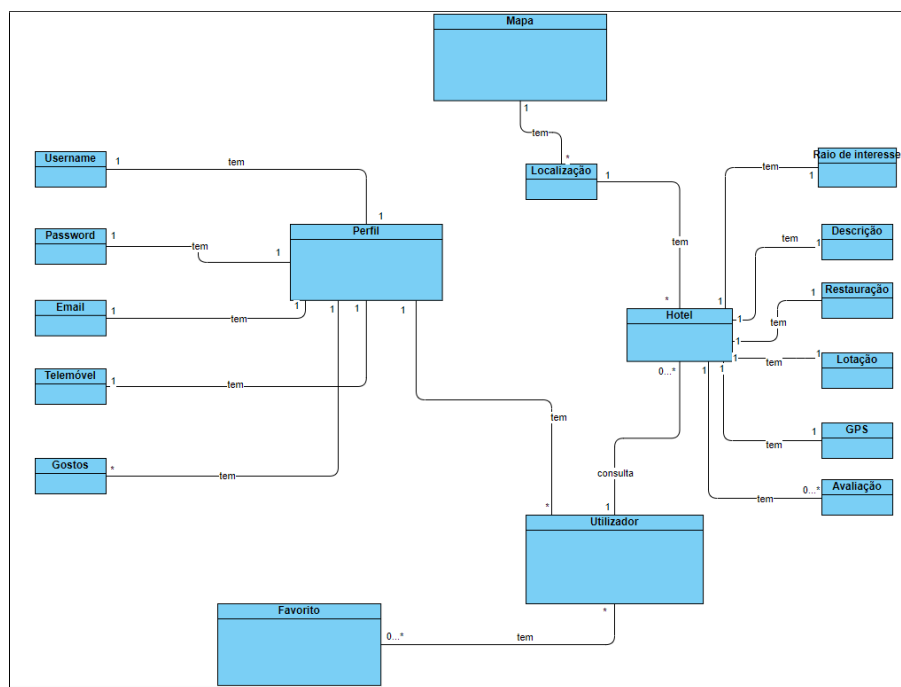 Mapa
1
tem
*
Localização
1
tem
*
Username
1
tem
1
Password
1
tem
1
Perfil
Email
1
tem
1
Telemóvel
1
tem
1
Gostos
*
tem
1
1
tem
*
Raio de interesse
1
tem
1
Descrição
1
tem
1
Restauração
1
tem
1
Hotel
Lotação
1
tem
1
GPS
1
tem
1
Avaliação
0...*
tem
1
0...*
consulta
1
Utilizador
*
tem
0...*
Favorito